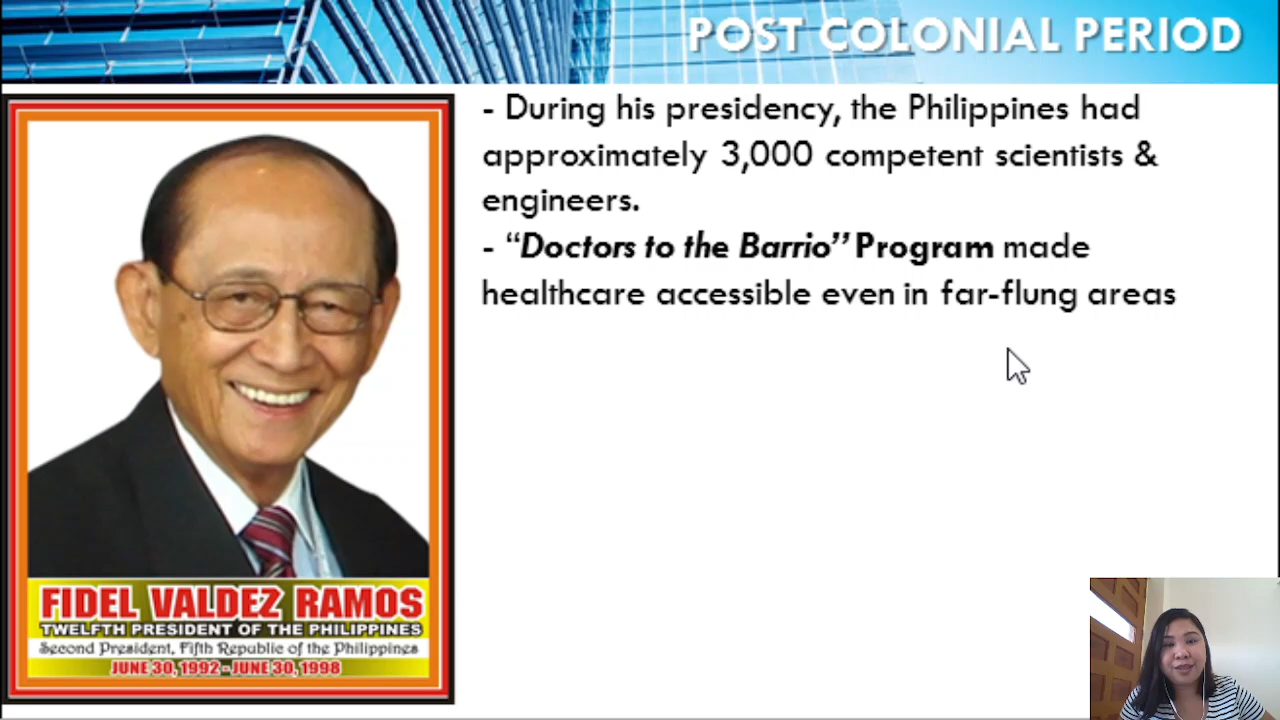 POST COLONIAL PERIOD
- During his presidency, the Philippines had
approximately 3,000 competent scientists &
engineers.
- “Doctors to the Barrio” Program made
healthcare accessible even in far-flung areas
FIDEL VALDEZ RAMOS
TWELFTH PRESIDENT OF THE PHILIPPINES
Second President, Fifth Republic of the Philippines
JUNE 30, 1992 - JUNE 30, 1998